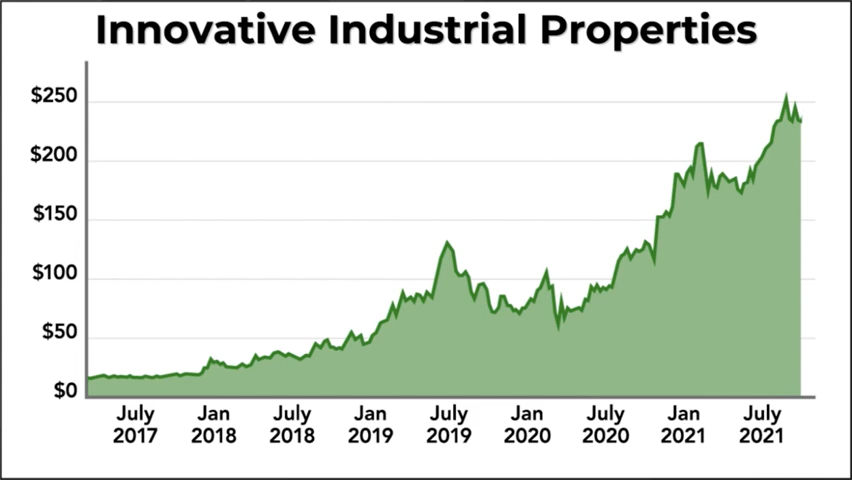 Innovative Industrial Properties
$250
$200
$150
$100
$50
$0
July Jan July Jan July Jan July Jan July
2017 2018 2018 2019 2019 2020 2020 2021 2021